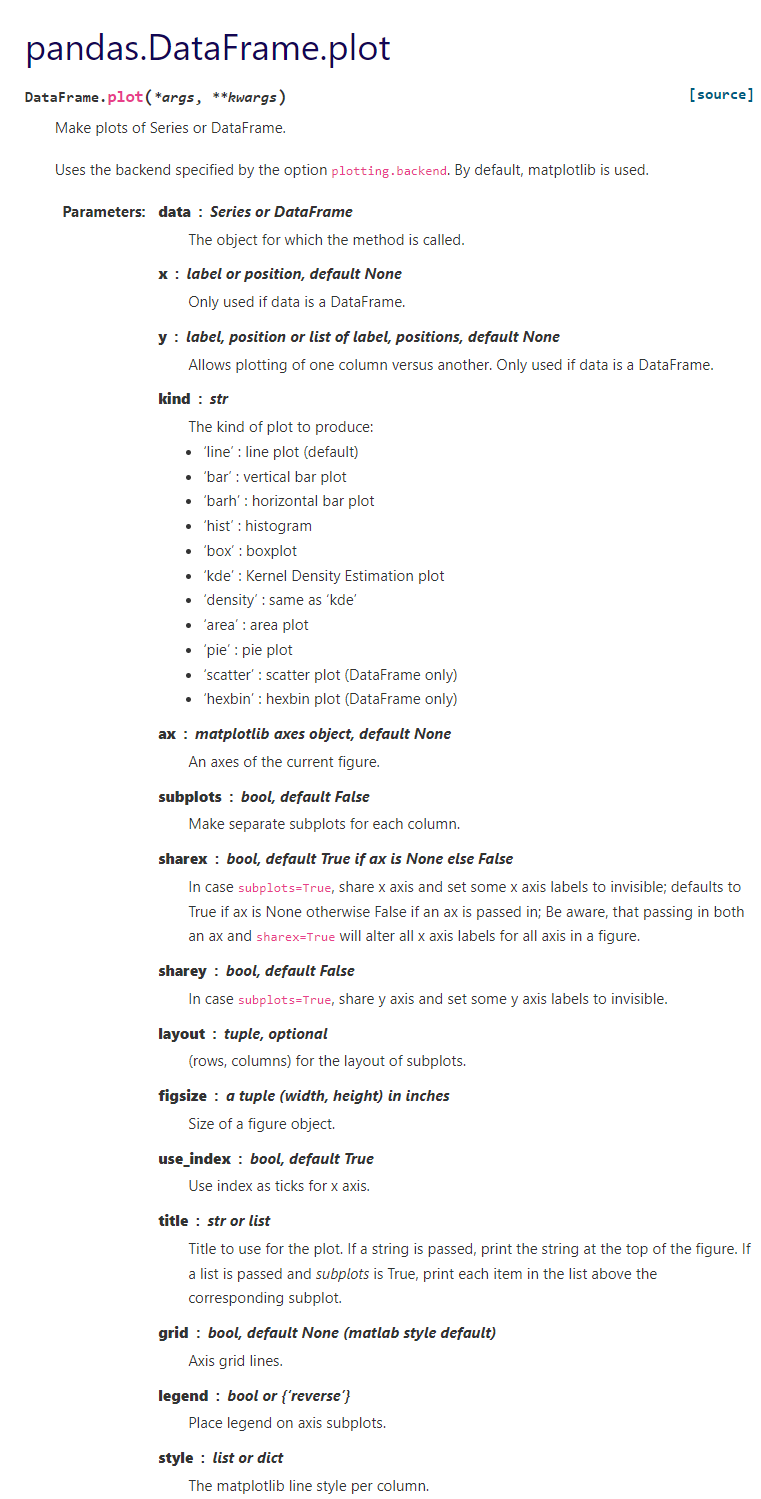 pandas.DataFrame.plot
DataFrame.plot(*args, **kwargs) [source]
Make plots of Series or DataFrame.
Uses the backend specified by the option plotting.backend. By default, matplotlib is used.
Parameters: data : Series or DataFrame
The object for which the method is called.
x : label or position, default None
Only used if data is a DataFrame.
y : label, position or list of label, positions, default None
Allows plotting of one column versus another. Only used if data is a DataFrame.
kind : str
The kind of plot to produce:
• ‘line’ : line plot (default)
• ‘bar’ : vertical bar plot
• ‘barh’ : horizontal bar plot
• ‘hist’ : histogram
• ‘box’ : boxplot
• ‘kde’ : Kernel Density Estimation plot
• ‘density’ : same as ‘kde’
• ‘area’ : area plot
• ‘pie’ : pie plot
• ‘scatter’ : scatter plot (DataFrame only)
• ‘hexbin’ : hexbin plot (DataFrame only)
ax : matplotlib axes object, default None
An axes of the current figure.
subplots : bool, default False
Make separate subplots for each column.
sharex : bool, default True if ax is None else False
In case subplots=True, share x axis and set some x axis labels to invisible; defaults to
True if ax is None otherwise False if an ax is passed in; Be aware, that passing in both
an ax and sharex=True will alter all x axis labels for all axis in a figure.
sharey : bool, default False
In case subplots=True, share y axis and set some y axis labels to invisible.
layout : tuple, optional
(rows, columns) for the layout of subplots.
figsize : a tuple (width, height) in inches
Size of a figure object.
use_index : bool, default True
Use index as ticks for x axis.
title : str or list
Title to use for the plot. If a string is passed, print the string at the top of the figure. If
a list is passed and subplots is True, print each item in the list above the
corresponding subplot.
grid : bool, default None (matlab style default)
Axis grid lines.
legend : bool or {‘reverse’}
Place legend on axis subplots.
style : list or dict
The matplotlib line style per column.